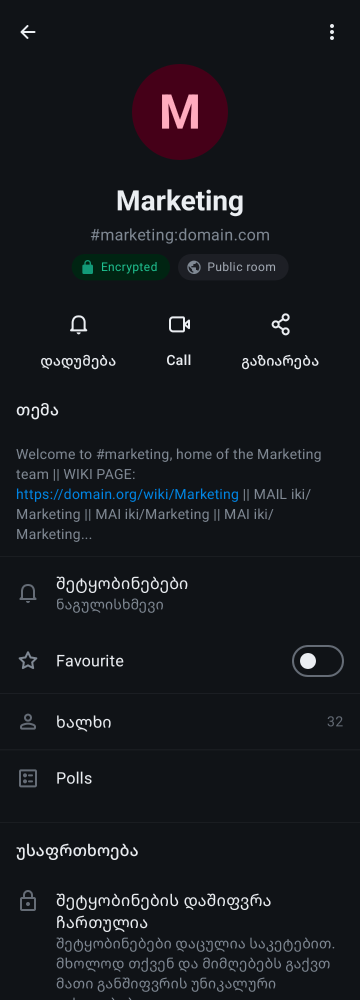 M
Marketing
#marketing:domain.com
Encrypted
Public room
დადუმება
Call
გაზიარება
თემა
Welcome to #marketing, home of the Marketing
team || WIKI PAGE:
https://domain.org/wiki/Marketing || MAIL iki/
Marketing || MAI iki/Marketing || MAI iki/
Marketing...
შეტყობინებები
ნაგულისხმევი
Favourite
ხალხი 32
Polls
უსაფრთხოება
შეტყობინების დაშიფვრა
ჩართულია
შეტყობინებები დაცულია საკეტებით.
მხოლოდ თქვენ და მიმღებებს გაქვთ
მათი განშიფვრის უნიკალური